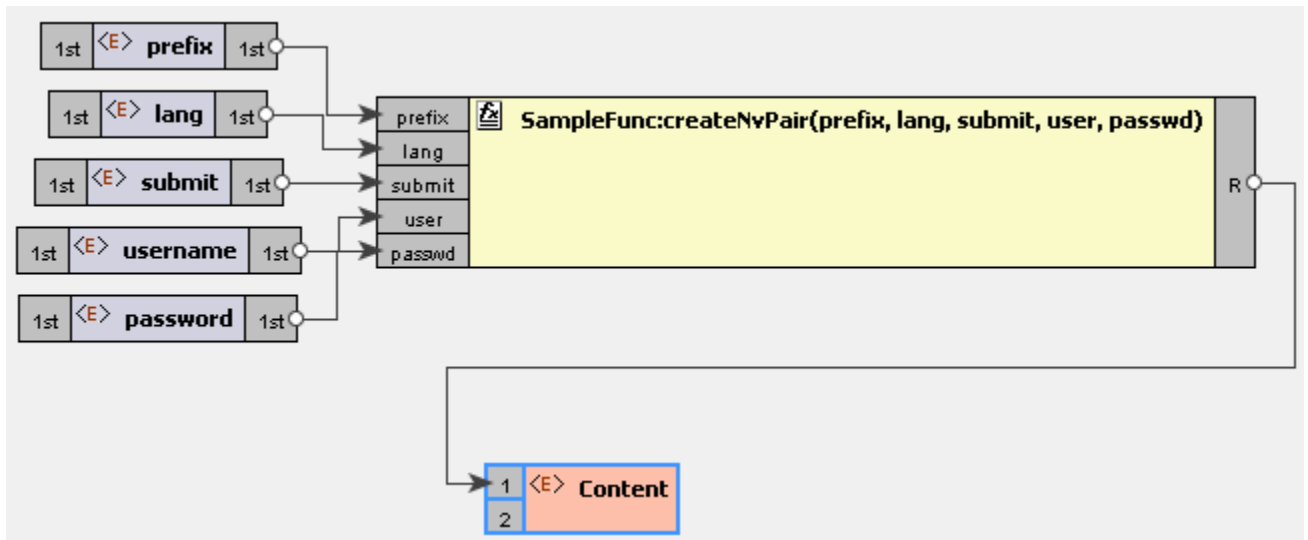 1st <E> prefix 1st
1st <E> lang 1st
1st <E> submit 1st
1st <E> username 1st
1st <E> password 1st
prefix
lang
submit
user
passwd
fx SampleFunc:createNvPair(prefix, lang, submit, user, passwd)
R
1 <E> Content
2